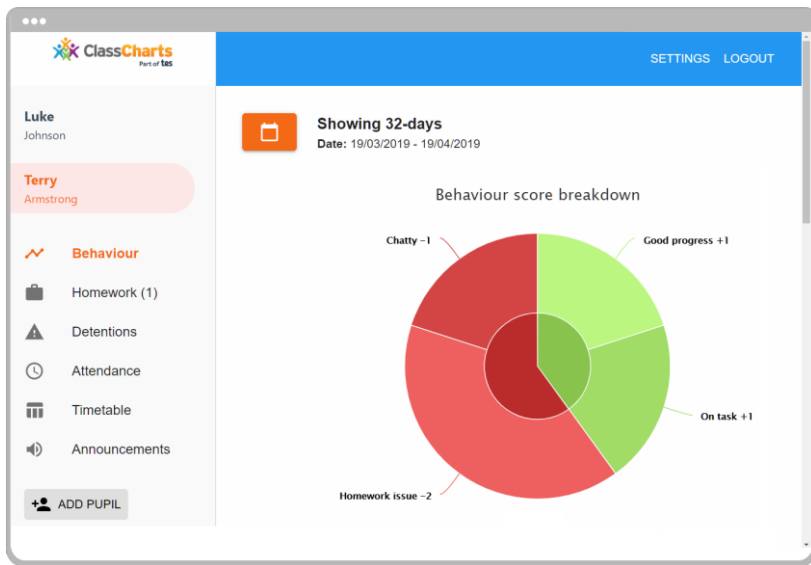 ClassCharts
Part of tes
SETTINGS LOGOUT
Luke
Johnson
Terry
Armstrong
Behaviour
Homework (1)
Detentions
Attendance
Timetable
Announcements
ADD PUPIL
Showing 32-days
Date: 19/03/2019 - 19/04/2019
Behaviour score breakdown
Chatty −1
Good progress +1
On task +1
Homework issue −2